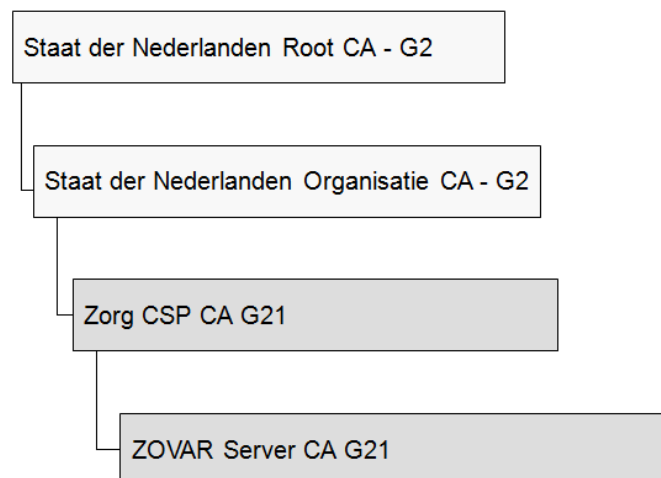 Staat der Nederlanden Root CA - G2
Staat der Nederlanden Organisatie CA - G2
Zorg CSP CA G21
ZOVAR Server CA G21